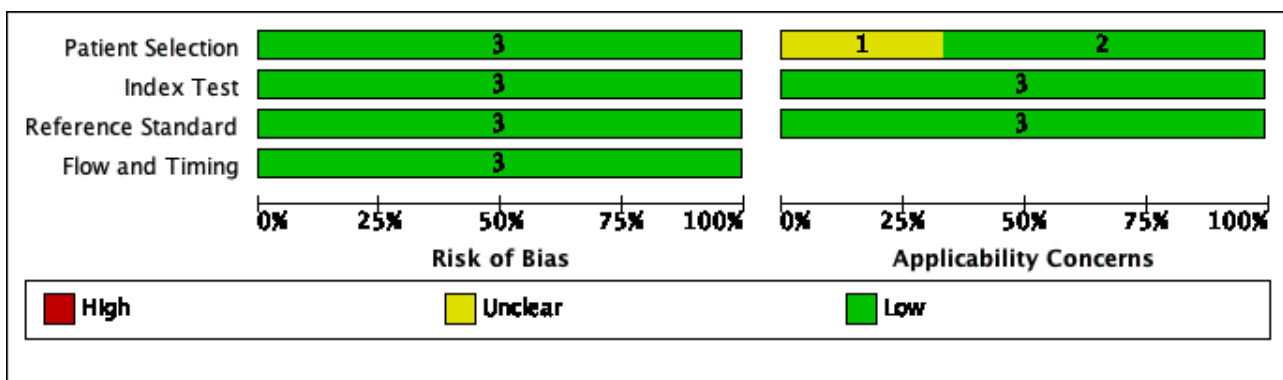 Patient Selection 3 1 2
Index Test 3 3
Reference Standard 3 3
Flow and Timing 3
0% 25% 50% 75% 100% 0% 25% 50% 75% 100%
Risk of Bias Applicability Concerns
High Unclear Low